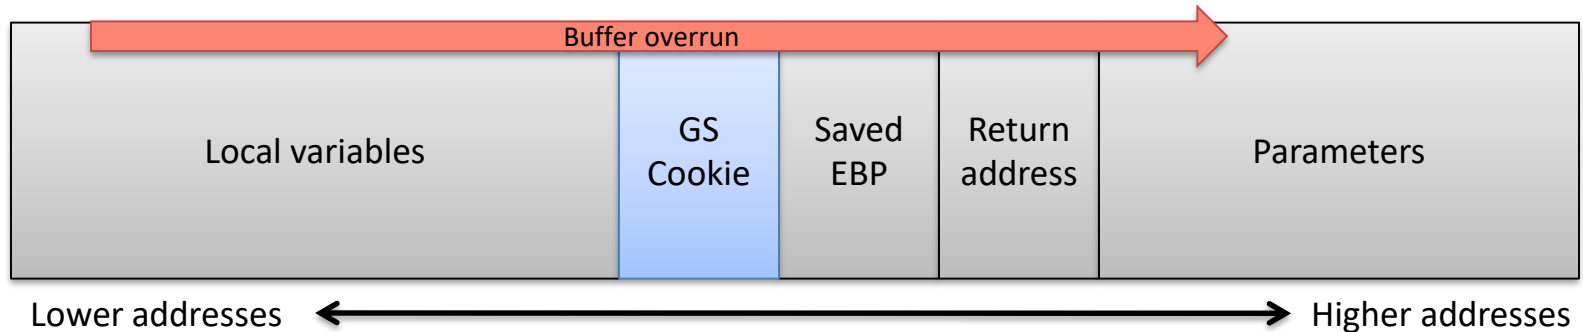 Buffer overrun
Local variables
GS
Cookie
Saved
EBP
Return
address
Parameters
Lower addresses
Higher addresses